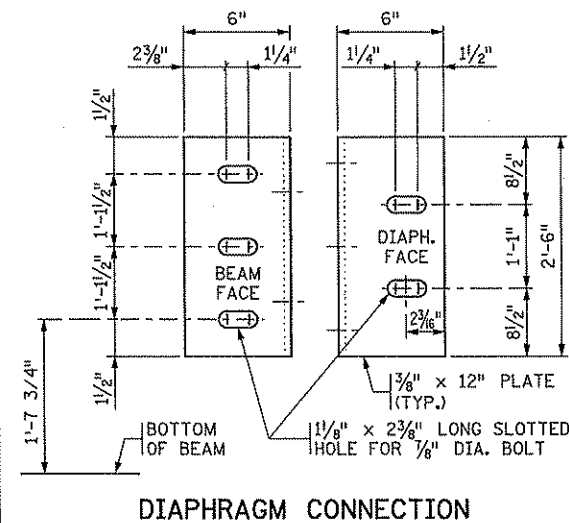 6" 6"
2 3/8" 1 1/4" 1 1/4" 1 1/2"
1 1/2"
1'-1 1/2"
1'-1 1/2"
1 1/2"
1'-7 3/4"
BEAM
FACE
DIAPH.
FACE
2 3/16"
8 1/2"
1'-1"
8 1/2"
2'-6"
3/8" x 12" PLATE
(TYP.)
BOTTOM
OF BEAM
1 1/8" x 2 3/8" LONG SLOTTED
HOLE FOR 7/8" DIA. BOLT
DIAPHRAGM CONNECTION